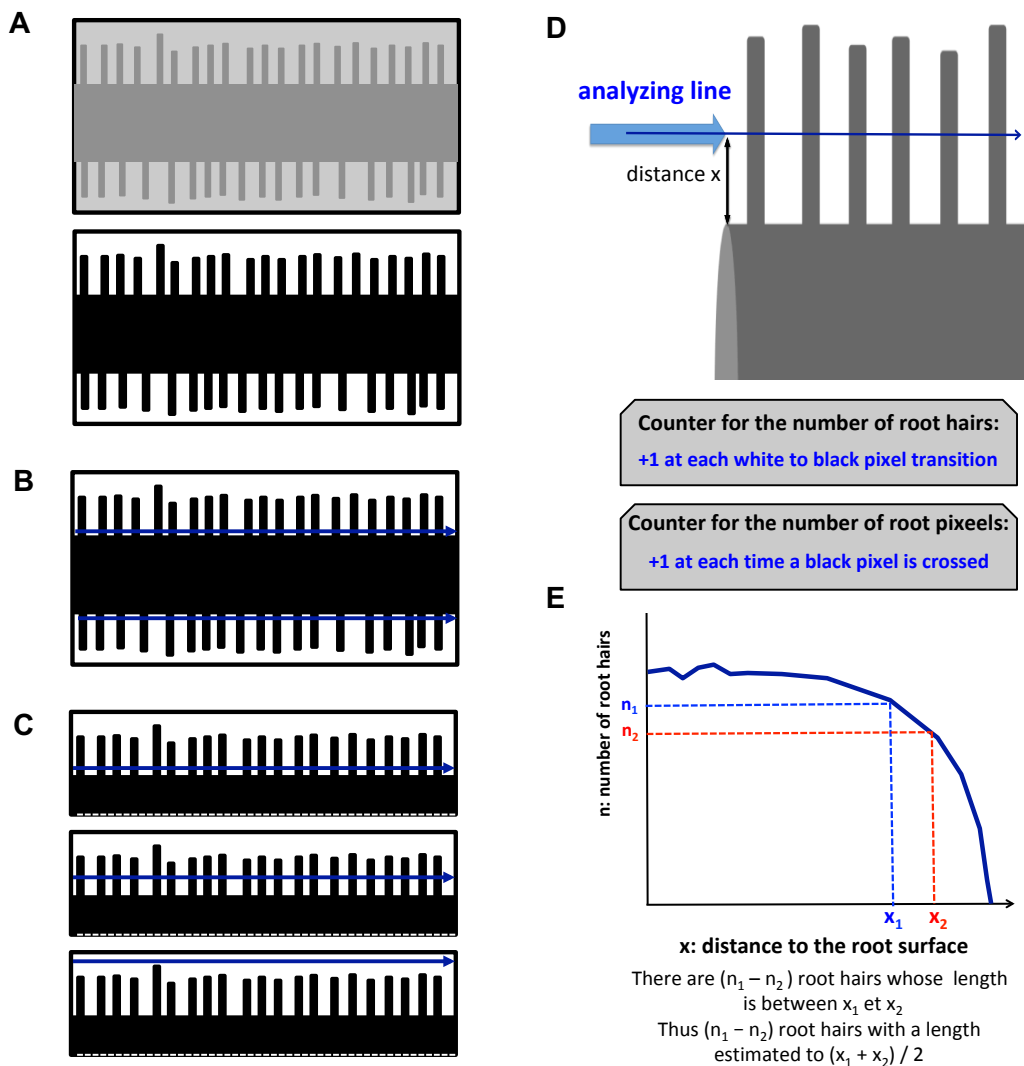 A
B
C
D
analyzing line
distance x
Counter for the number of root hairs:
+1 at each white to black pixel transition
Counter for the number of root pixeels:
+1 at each time a black pixel is crossed
E
n: number of root hairs
n₁
n₂
x₁
x₂
x: distance to the root surface
There are (n₁ – n₂ ) root hairs whose length
is between x₁ et x₂
Thus (n₁ − n₂) root hairs with a length
estimated to (x₁ + x₂) / 2